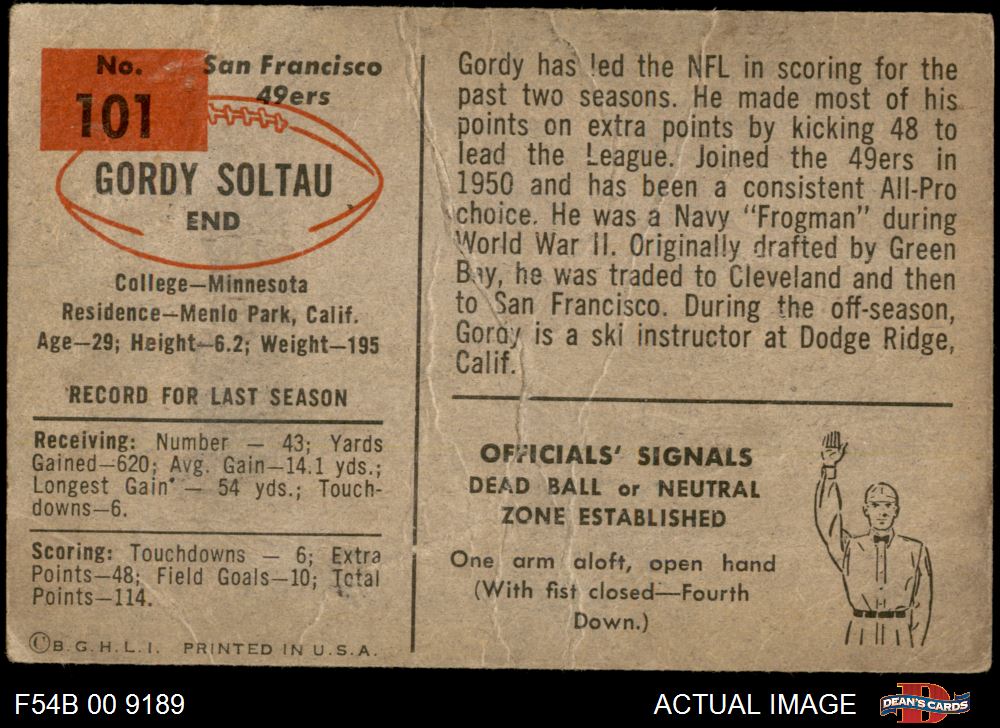 No.
101
San Francisco
49ers
GORDY SOLTAU
END
College—Minnesota
Residence—Menlo Park, Calif.
Age—29; Height—6.2; Weight—195
RECORD FOR LAST SEASON
Receiving: Number — 43; Yards
Gained—620; Avg. Gain—14.1 yds.;
Longest Gain — 54 yds.; Touch-
downs—6.
Scoring: Touchdowns — 6; Extra
Points—48; Field Goals—10; Total
Points—114.
©B.G.H.L.I. PRINTED IN U.S.A.
Gordy has led the NFL in scoring for the
past two seasons. He made most of his
points on extra points by kicking 48 to
lead the League. Joined the 49ers in
1950 and has been a consistent All-Pro
choice. He was a Navy "Frogman" during
World War II. Originally drafted by Green
Bay, he was traded to Cleveland and then
to San Francisco. During the off-season,
Gordy is a ski instructor at Dodge Ridge,
Calif.
OFFICIALS' SIGNALS
DEAD BALL or NEUTRAL
ZONE ESTABLISHED
One arm aloft, open hand
(With fist closed—Fourth
Down.)
F54B 00 9189
ACTUAL IMAGE
D
DEAN'S CARDS